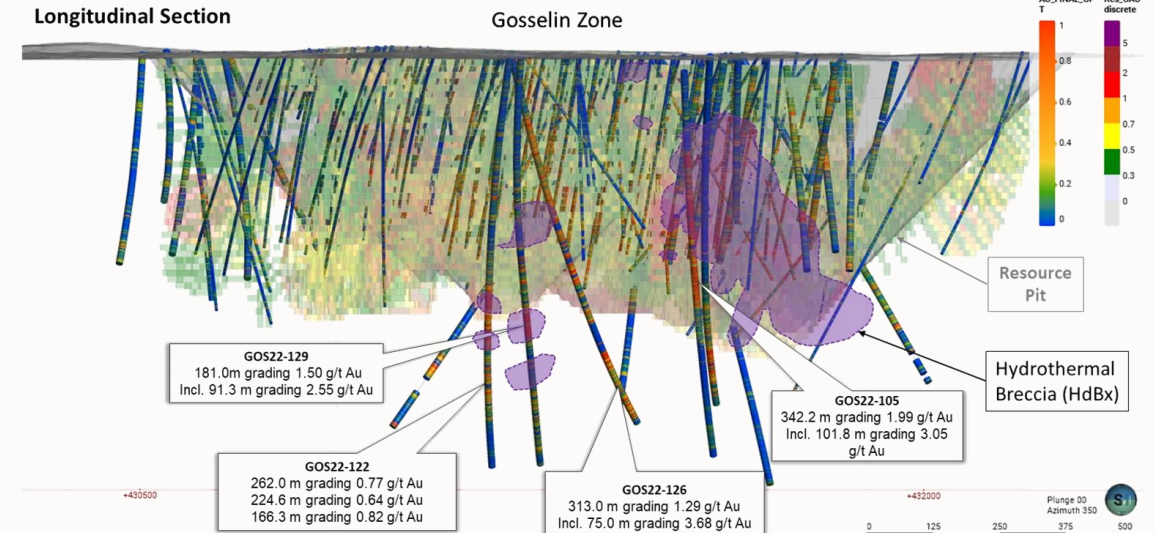 Longitudinal Section
Gosselin Zone
T
discrete
1
0.8
0.6
0.4
0.2
0
5
2
1
0.7
0.5
0.3
0
Resource
Pit
Hydrothermal
Breccia (HdBx)
GOS22-129
181.0m grading 1.50 g/t Au
Incl. 91.3 m grading 2.55 g/t Au
GOS22-105
342.2 m grading 1.99 g/t Au
Incl. 101.8 m grading 3.05
g/t Au
GOS22-122
262.0 m grading 0.77 g/t Au
224.6 m grading 0.64 g/t Au
166.3 m grading 0.82 g/t Au
GOS22-126
313.0 m grading 1.29 g/t Au
Incl. 75.0 m grading 3.68 g/t Au
+430500
+432000
Plunge 00
Azimuth 350
S
0 125 250 375 500